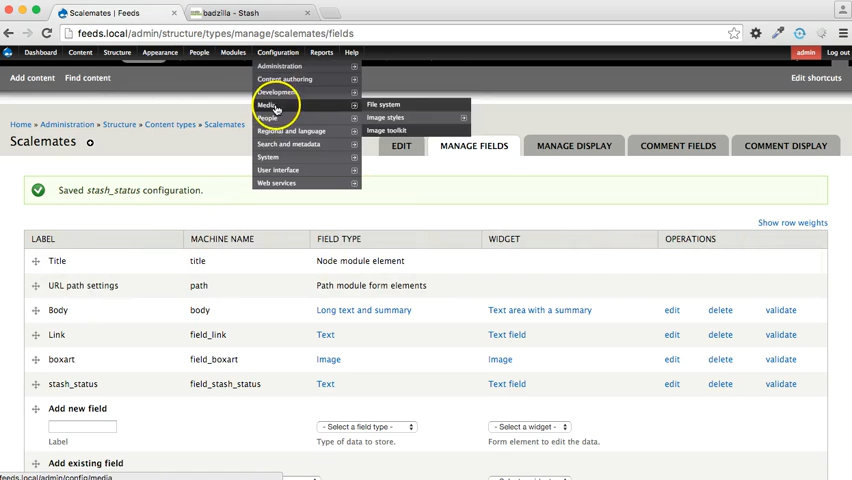 Scalemates | Feeds
badzilla - Stash
feeds.local/admin/structure/types/manage/scalemates/fields
Dashboard Content Structure Appearance People Modules Configuration Reports Help admin Log out
Administration
Add content Find content Content authoring Edit shortcuts
Development
Media File system
People Image styles
Home » Administration » Structure » Content types » Scalemates Regional and language Image toolkit
Scalemates Search and metadata EDIT MANAGE FIELDS MANAGE DISPLAY COMMENT FIELDS COMMENT DISPLAY
System
User interface
Web services
Saved stash_status configuration.
Show row weights
LABEL MACHINE NAME FIELD TYPE WIDGET OPERATIONS
Title title Node module element
URL path settings path Path module form elements
Body body Long text and summary Text area with a summary edit delete validate
Link field_link Text Text field edit delete validate
boxart field_boxart Image Image edit delete validate
stash_status field_stash_status Text Text field edit delete validate
Add new field
- Select a field type - - Select a widget -
Label Type of data to store. Form element to edit the data.
Add existing field
feeds.local/admin/config/media